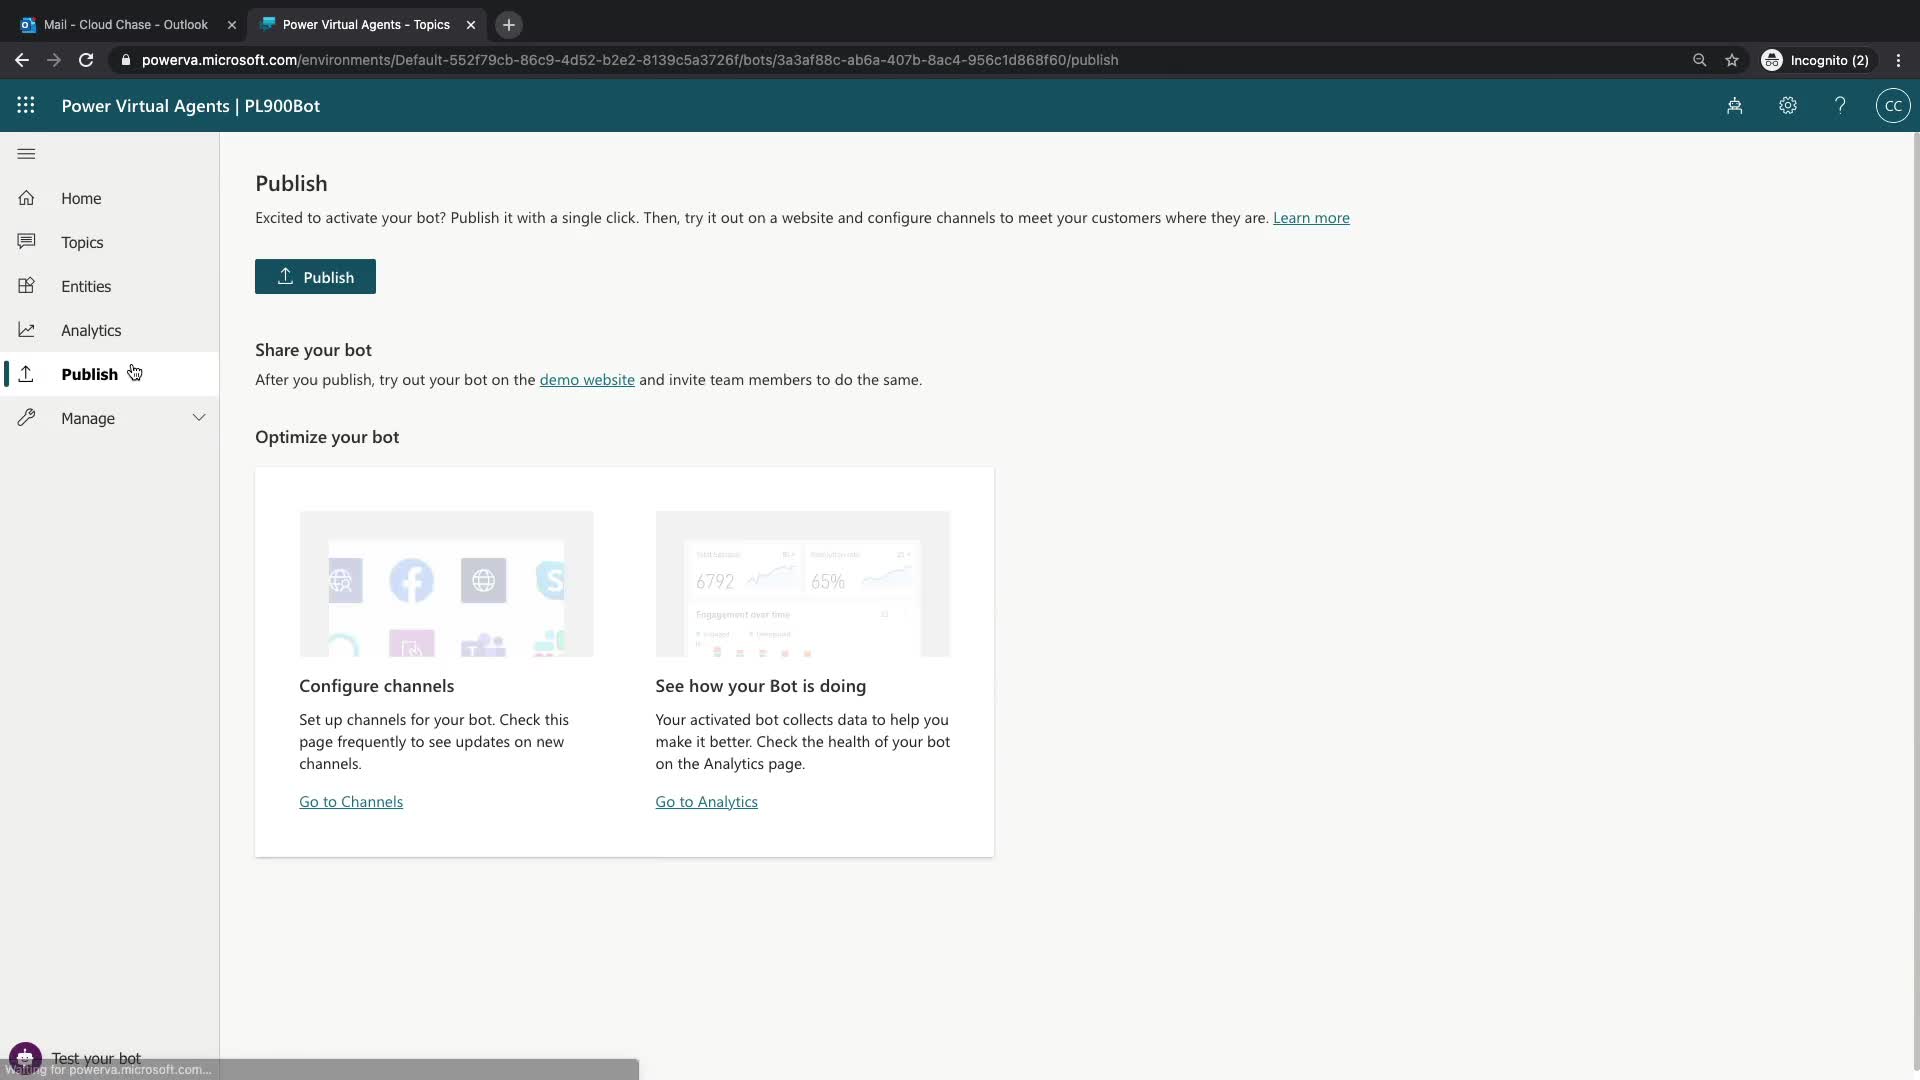 Mail - Cloud Chase - Outlook
Power Virtual Agents - Topics
powerva.microsoft.com/environments/Default-552f79cb-86c9-4d52-b2e2-8139c5a3726f/bots/3a3af88c-ab6a-407b-8ac4-956c1d868f60/publish
Incognito (2)
Power Virtual Agents | PL900Bot
CC
Home
Topics
Entities
Analytics
Publish
Manage
Publish
Excited to activate your bot? Publish it with a single click. Then, try it out on a website and configure channels to meet your customers where they are. Learn more
Publish
Share your bot
After you publish, try out your bot on the demo website and invite team members to do the same.
Optimize your bot
6792
65%
Engagement over time
Configure channels
Set up channels for your bot. Check this
page frequently to see updates on new
channels.
Go to Channels
See how your Bot is doing
Your activated bot collects data to help you
make it better. Check the health of your bot
on the Analytics page.
Go to Analytics
Test your bot
Waiting for powerva.microsoft.com...